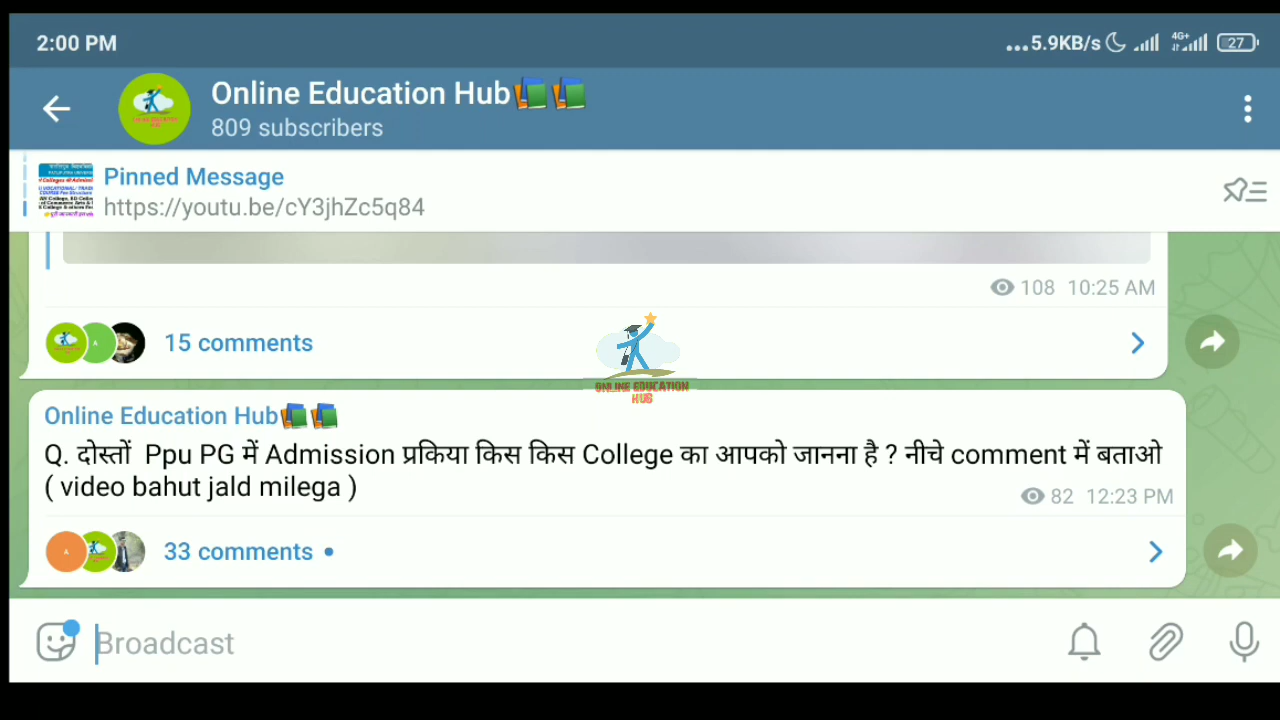 2:00 PM
...5.9KB/s 4G+ 27
Online Education Hub📚📚
809 subscribers
Pinned Message
https://youtu.be/cY3jhZc5q84
108 10:25 AM
15 comments
ONLINE EDUCATION
HUB
Online Education Hub📚📚
Q. दोस्तों Ppu PG में Admission प्रकिया किस किस College का आपको जानना है ? नीचे comment में बताओ
( video bahut jald milega )
82 12:23 PM
33 comments
Broadcast